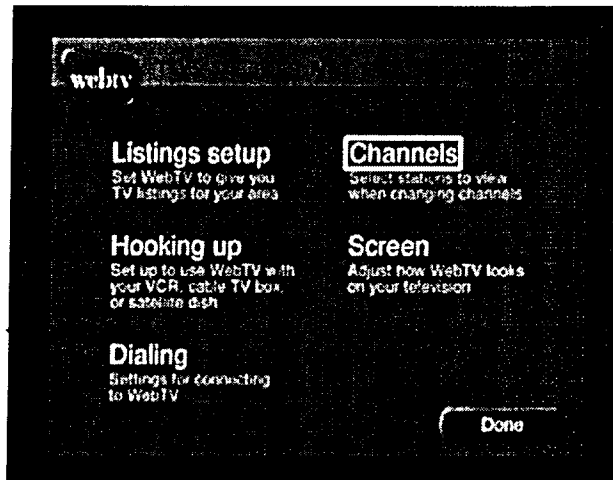 webtv
Listings setup
Set WebTV to give you
TV listings for your area
Channels
Select stations to view
when changing channels
Hooking up
Set up to use WebTV with
your VCR, cable TV box,
or satellite dish
Screen
Adjust how WebTV looks
on your television
Dialing
Settings for connecting
to WebTV
Done